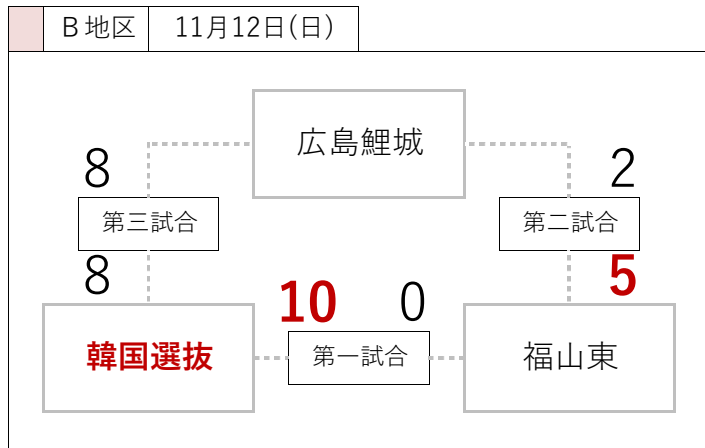 B地区 11月12日(日)
広島鯉城
8 2
第三試合 第二試合
8 5
10 0
韓国選抜 第一試合 福山東